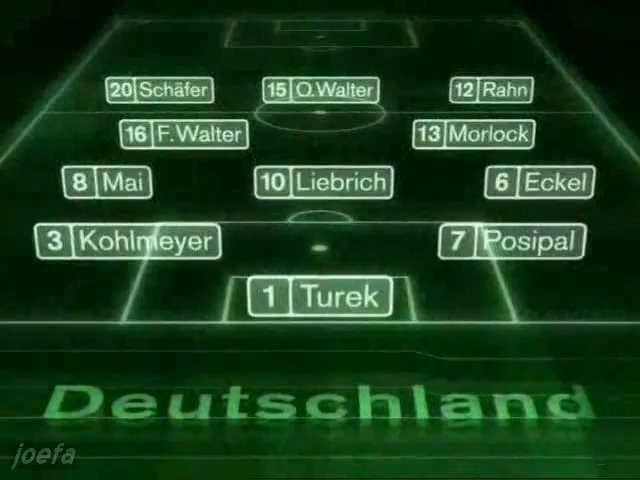 20 Schäfer 15 O.Walter 12 Rahn
16 F.Walter 13 Morlock
8 Mai 10 Liebrich 6 Eckel
3 Kohlmeyer 7 Posipal
1 Turek
Deutschland
joefa